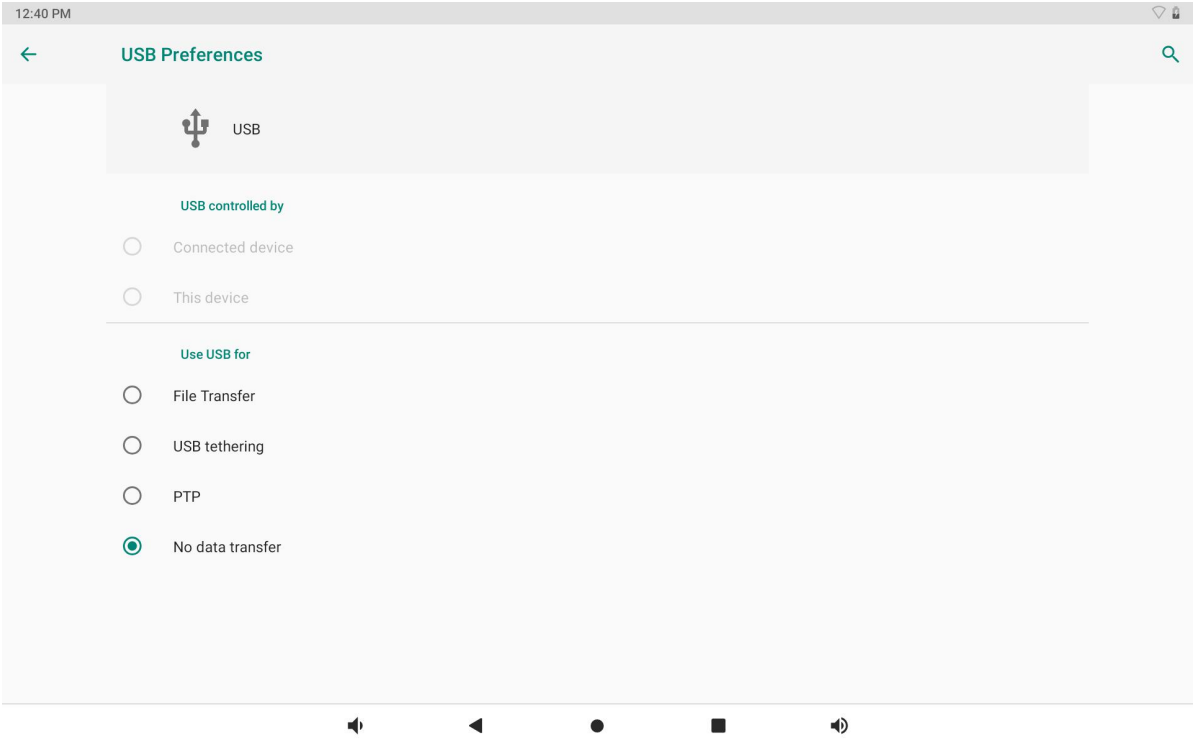 12:40 PM
USB Preferences
USB
USB controlled by
Connected device
This device
Use USB for
File Transfer
USB tethering
PTP
No data transfer